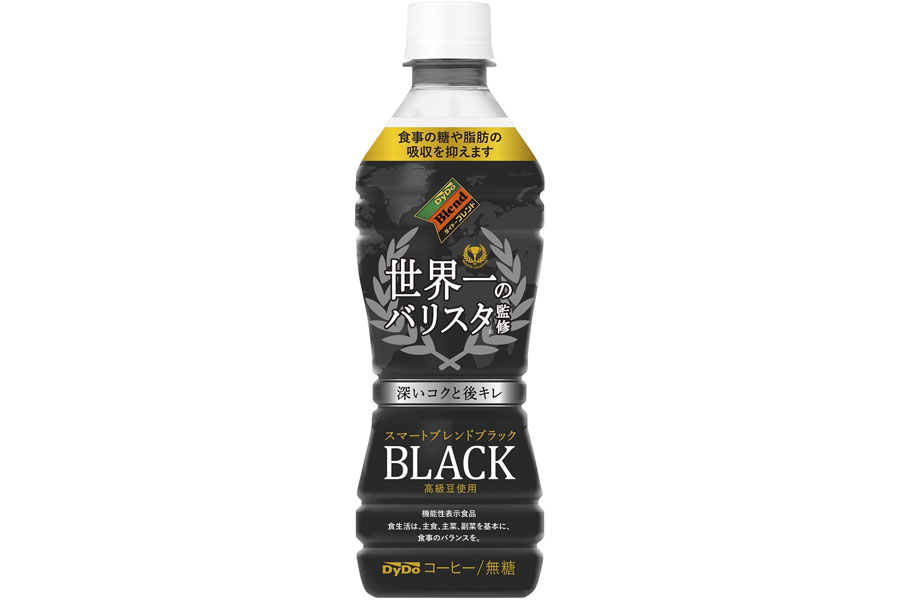 食事の糖や脂肪の
吸収を抑えます
DyDo
Blend
ダイドーブレンド
世界一の
バリスタ監修
深いコクと後キレ
スマートブレンドブラック
BLACK
高級豆使用
機能性表示食品
食生活は、主食、主菜、副菜を基本に、
食事のバランスを。
DyDo コーヒー/無糖